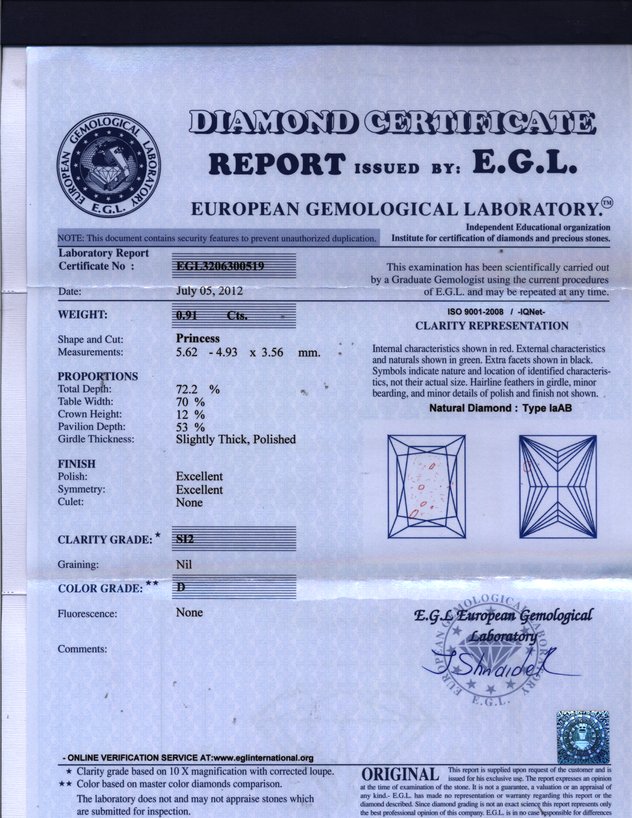 EUROPEAN GEMOLOGICAL LABORATORY
E.G.L.
DIAMOND CERTIFICATE
REPORT ISSUED BY: E.G.L.
EUROPEAN GEMOLOGICAL LABORATORY.™
Independent Educational organization
NOTE: This document contains security features to prevent unauthorized duplication.
Institute for certification of diamonds and precious stones.
Laboratory Report
Certificate No : EGL3206300519
This examination has been scientifically carried out
by a Graduate Gemologist using the current procedures
of E.G.L. and may be repeated at any time.
Date: July 05, 2012
WEIGHT: 0.91 Cts.
ISO 9001-2008 / -IQNet-
CLARITY REPRESENTATION
Shape and Cut: Princess
Measurements: 5.62 - 4.93 x 3.56 mm.
Internal characteristics shown in red. External characteristics
and naturals shown in green. Extra facets shown in black.
Symbols indicate nature and location of identified characteris-
tics, not their actual size. Hairline feathers in girdle, minor
bearding, and minor details of polish and finish not shown.
Natural Diamond : Type IaAB
PROPORTIONS
Total Depth: 72.2 %
Table Width: 70 %
Crown Height: 12 %
Pavilion Depth: 53 %
Girdle Thickness: Slightly Thick, Polished
FINISH
Polish: Excellent
Symmetry: Excellent
Culet: None
CLARITY GRADE: * SI2
Graining: Nil
COLOR GRADE: ** D
Fluorescence: None
Comments:
E.G.L European Gemological
Laboratory
J Shnaider
E.G.L.
- ONLINE VERIFICATION SERVICE AT:www.eglinternational.org
* Clarity grade based on 10 X magnification with corrected loupe.
** Color based on master color diamonds comparison.
The laboratory does not and may not appraise stones which
are submitted for inspection.
ORIGINAL This report is supplied upon request of the customer and is
issued for his exclusive use. The report expresses an opinion
at the time of examination of the stone. It is not a guarantee, a valuation or an appraisal of
any kind.- E.G.L. has made no representation or warranty regarding this report or the
diamond described. Since diamond grading is not an exact science this report represents only
the best professional opinion of this company. E.G.L. is in no case responsible for differences